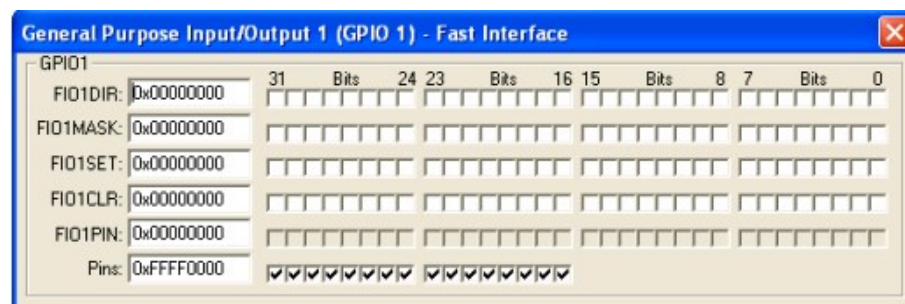 General Purpose Input/Output 1 (GPIO 1) - Fast Interface
GPIO1
31 Bits 24 23 Bits 16 15 Bits 8 7 Bits 0
FIO1DIR: 0x00000000
FIO1MASK: 0x00000000
FIO1SET: 0x00000000
FIO1CLR: 0x00000000
FIO1PIN: 0x00000000
Pins: 0xFFFF0000